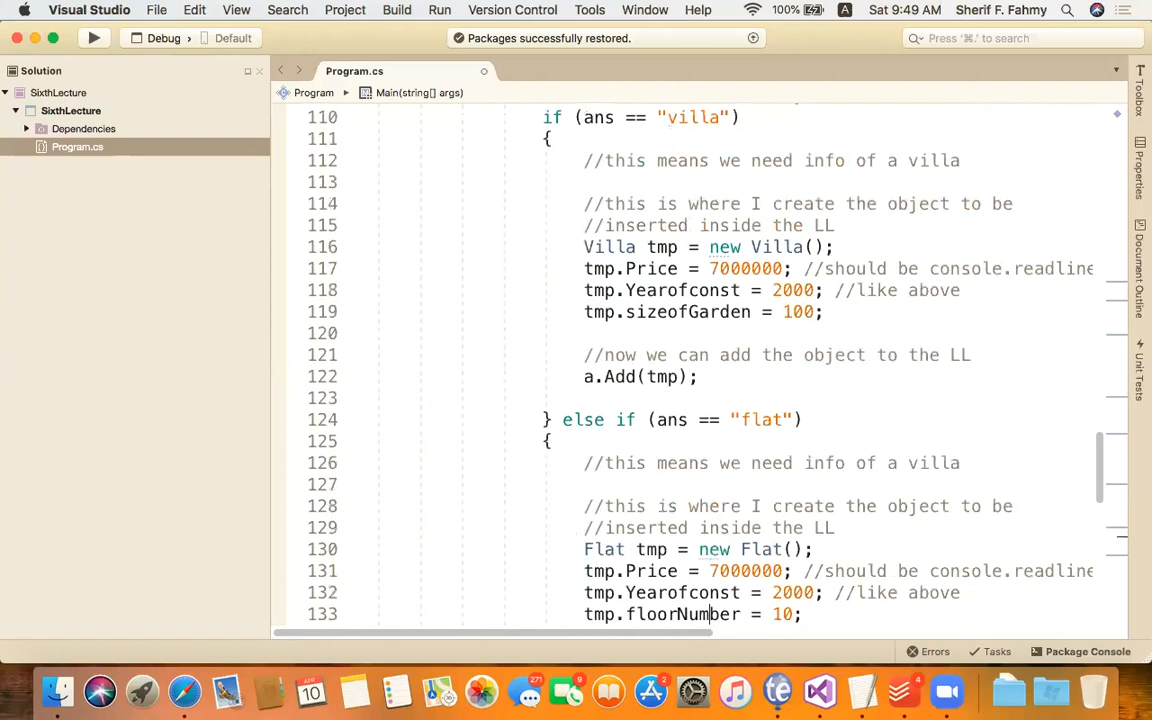 Visual Studio File Edit View Search Project Build Run Version Control Tools Window Help 100% A Sat 9:49 AM Sherif F. Fahmy
Debug › Default Packages successfully restored. Press '⌘.' to search
Solution
SixthLecture
SixthLecture
Dependencies
Program.cs
Program.cs
Program Main(string[] args)
110 if (ans == "villa")
111 {
112 //this means we need info of a villa
113
114 //this is where I create the object to be
115 //inserted inside the LL
116 Villa tmp = new Villa();
117 tmp.Price = 7000000; //should be console.readline
118 tmp.Yearofconst = 2000; //like above
119 tmp.sizeofGarden = 100;
120
121 //now we can add the object to the LL
122 a.Add(tmp);
123
124 } else if (ans == "flat")
125 {
126 //this means we need info of a villa
127
128 //this is where I create the object to be
129 //inserted inside the LL
130 Flat tmp = new Flat();
131 tmp.Price = 7000000; //should be console.readline
132 tmp.Yearofconst = 2000; //like above
133 tmp.floorNumber = 10;
Toolbox
Properties
Document Outline
Unit Tests
Errors Tasks Package Console
APR
10
271
9
2
4